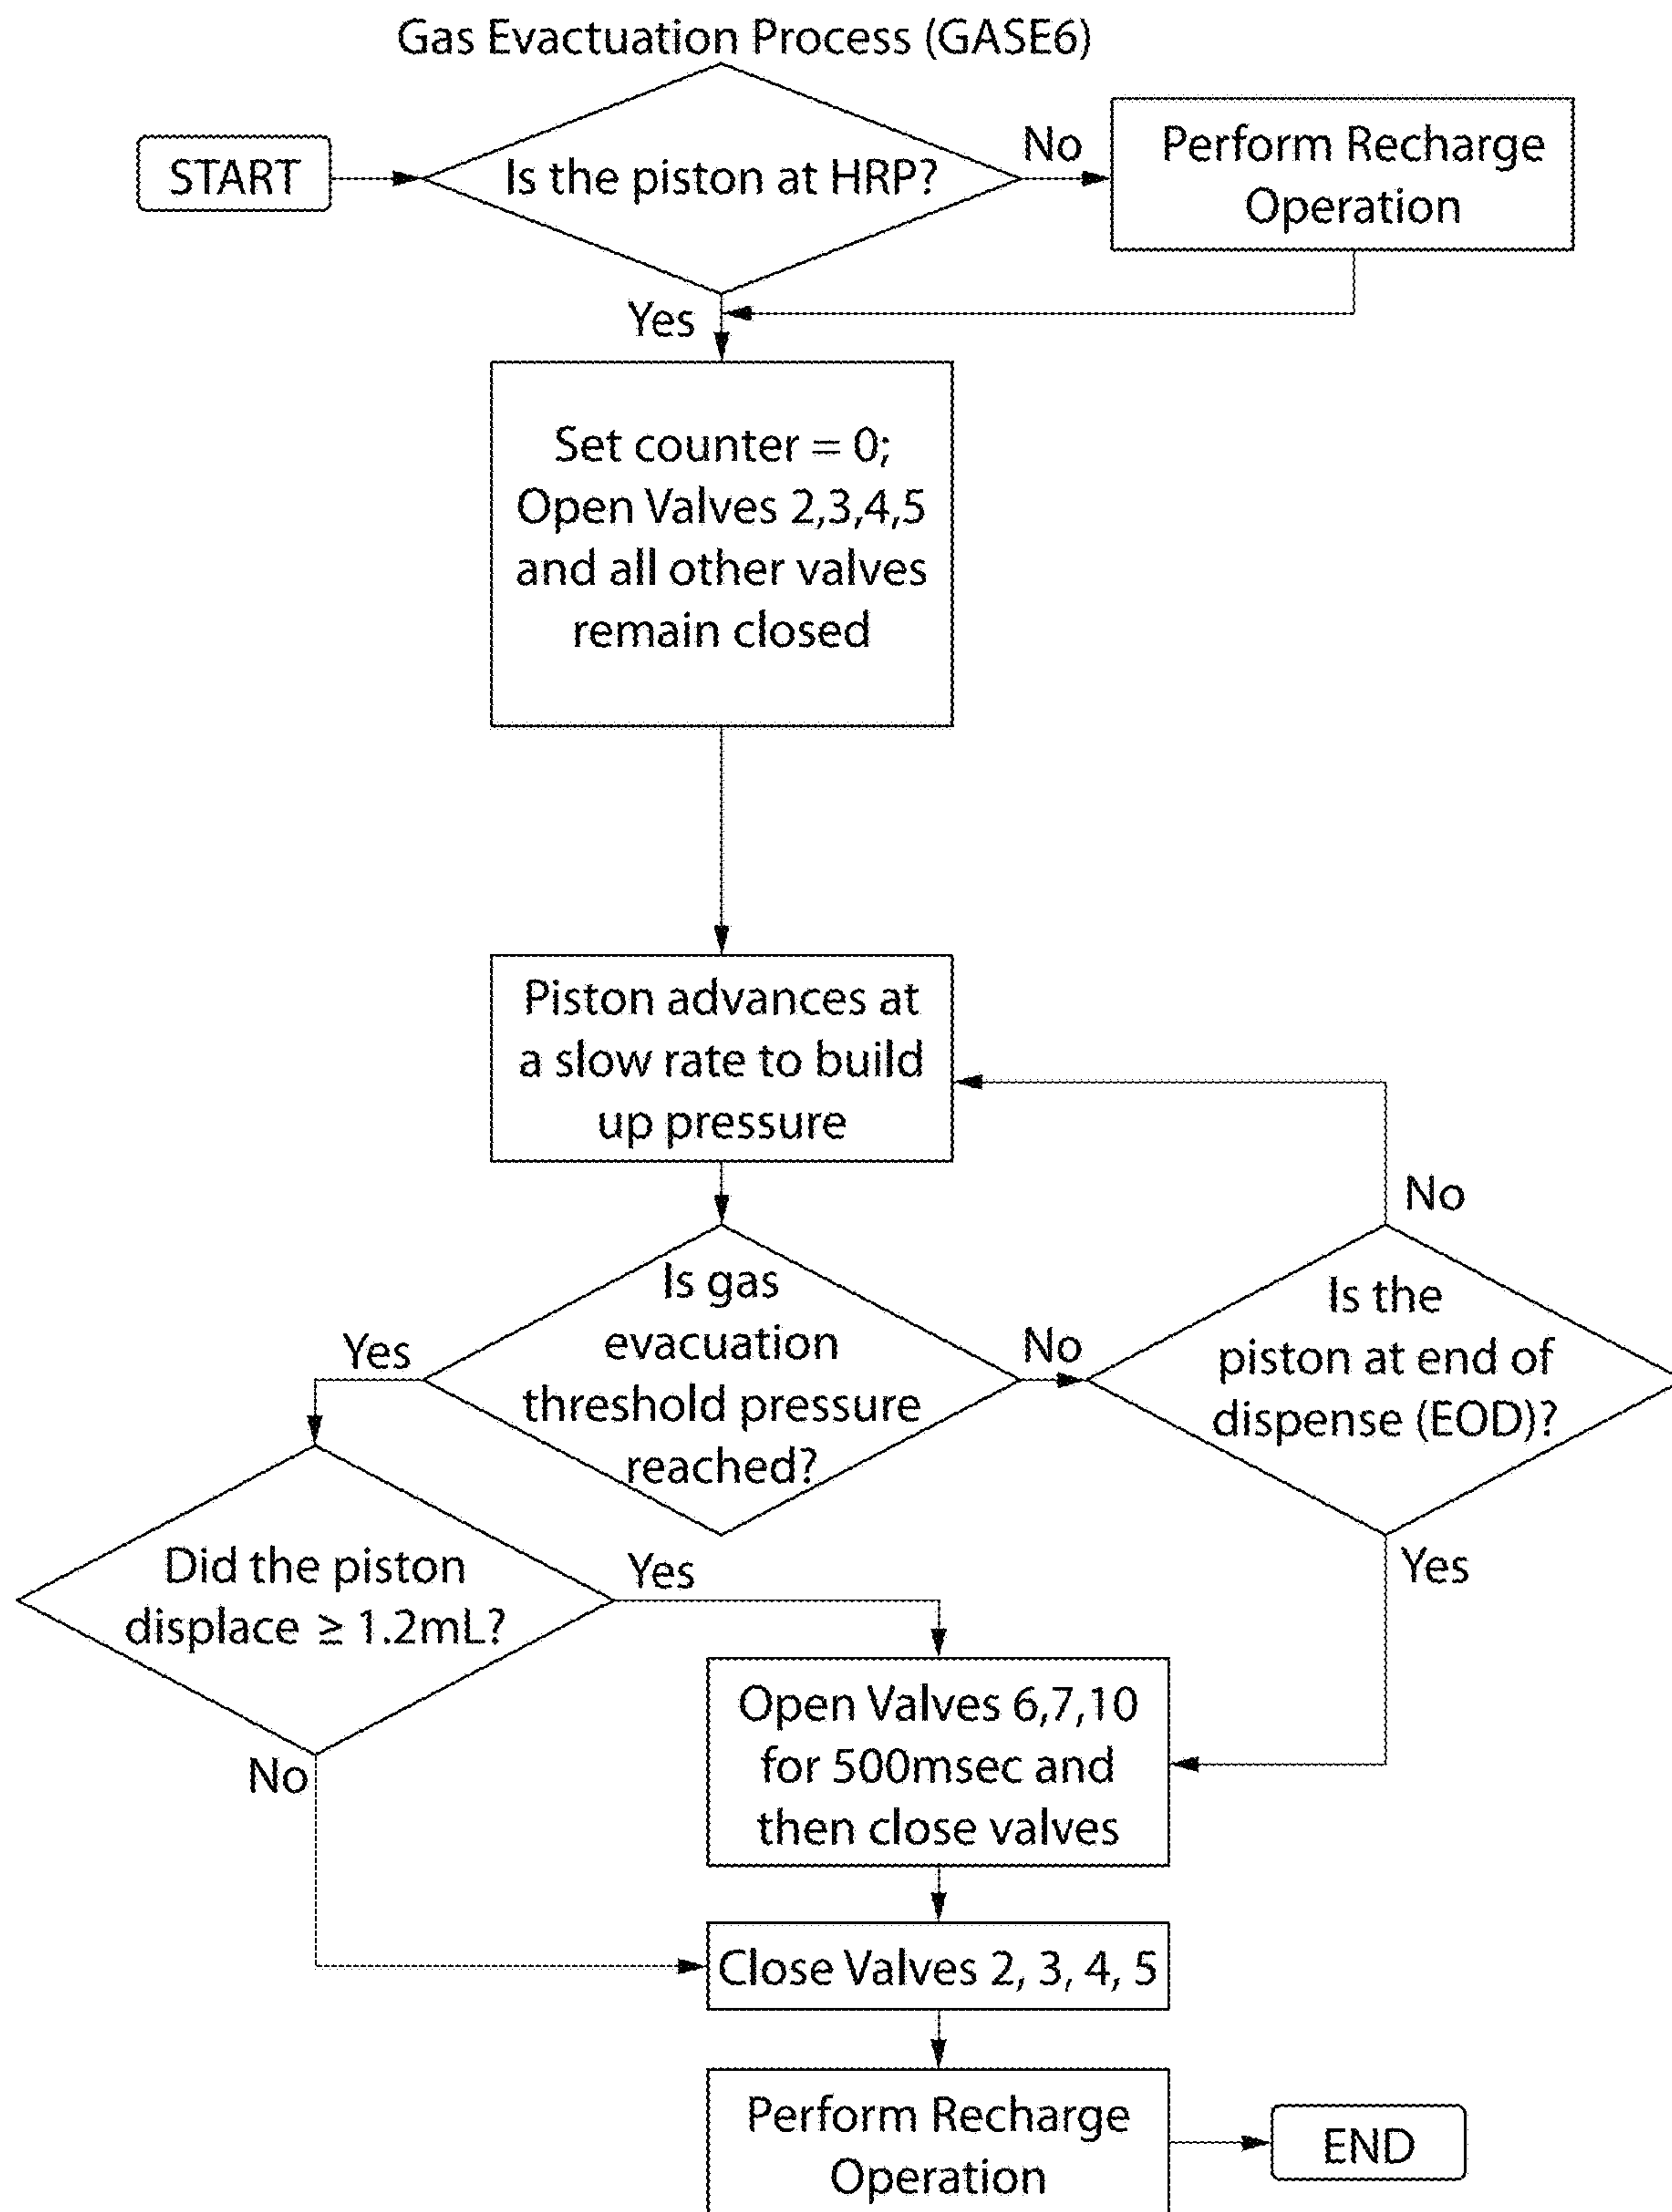 Gas Evactuation Process (GASE6)
START
Is the piston at HRP?
No
Perform Recharge
Operation
Yes
Set counter = 0;
Open Valves 2,3,4,5
and all other valves
remain closed
Piston advances at
a slow rate to build
up pressure
No
Is gas
evacuation
threshold pressure
reached?
Yes
No
Is the
piston at end of
dispense (EOD)?
Yes
Did the piston
displace ≥ 1.2mL?
Yes
No
Open Valves 6,7,10
for 500msec and
then close valves
Close Valves 2, 3, 4, 5
Perform Recharge
Operation
END